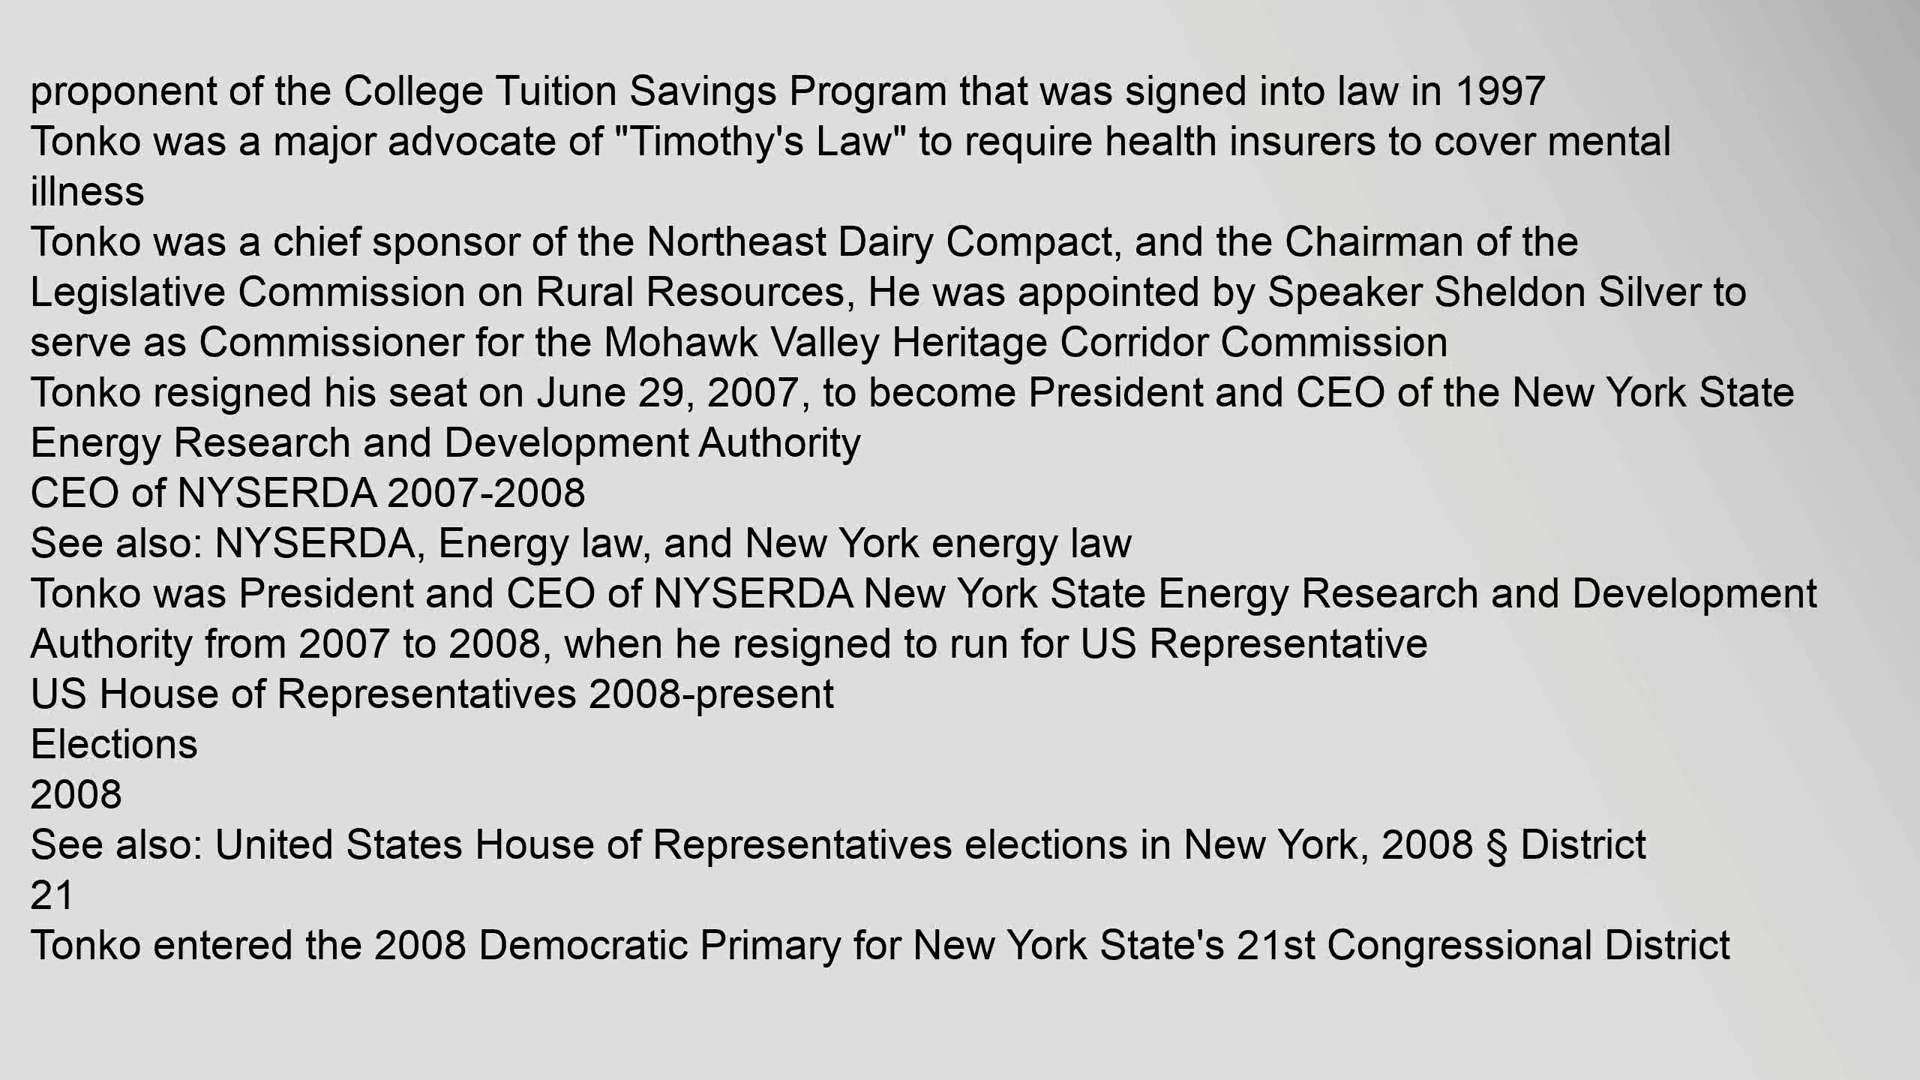 proponent of the College Tuition Savings Program that was signed into law in 1997
Tonko was a major advocate of "Timothy's Law" to require health insurers to cover mental
illness
Tonko was a chief sponsor of the Northeast Dairy Compact, and the Chairman of the
Legislative Commission on Rural Resources, He was appointed by Speaker Sheldon Silver to
serve as Commissioner for the Mohawk Valley Heritage Corridor Commission
Tonko resigned his seat on June 29, 2007, to become President and CEO of the New York State
Energy Research and Development Authority
CEO of NYSERDA 2007-2008
See also: NYSERDA, Energy law, and New York energy law
Tonko was President and CEO of NYSERDA New York State Energy Research and Development
Authority from 2007 to 2008, when he resigned to run for US Representative
US House of Representatives 2008-present
Elections
2008
See also: United States House of Representatives elections in New York, 2008 § District
21
Tonko entered the 2008 Democratic Primary for New York State's 21st Congressional District